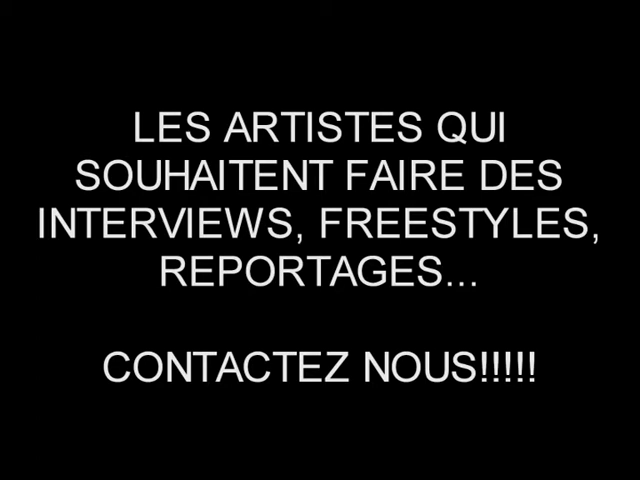 LES ARTISTES QUI
SOUHAITENT FAIRE DES
INTERVIEWS, FREESTYLES,
REPORTAGES...
CONTACTEZ NOUS!!!!!